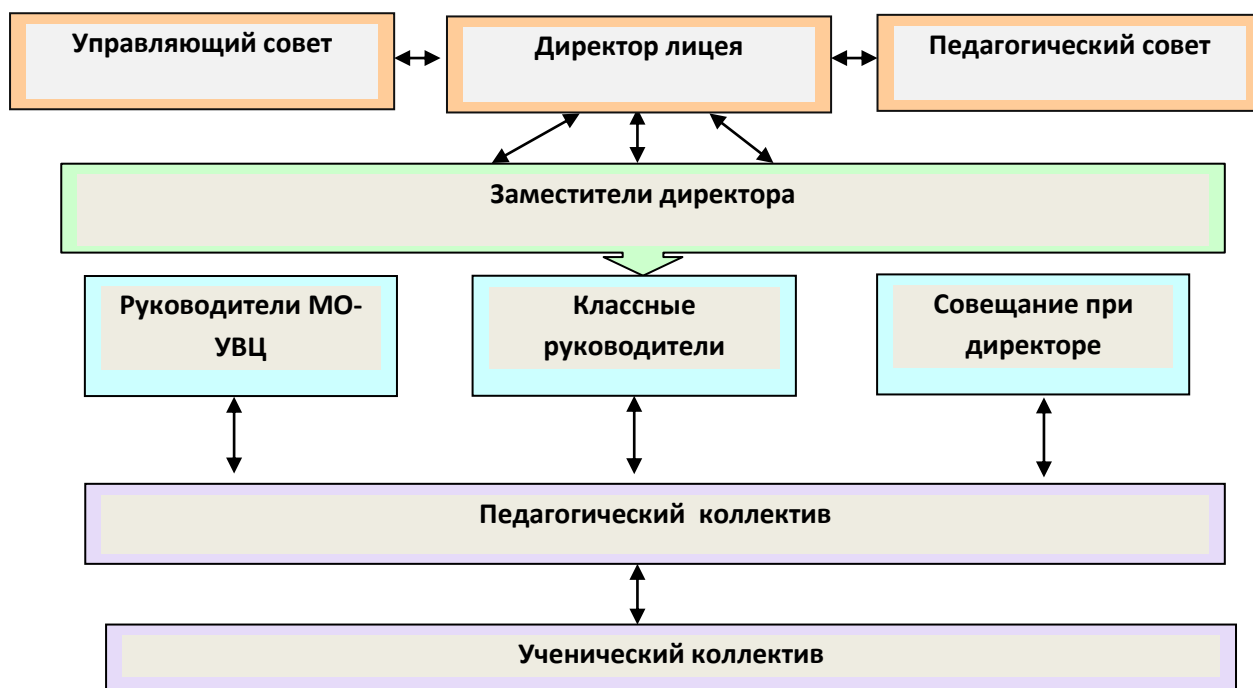 Управляющий совет
Директор лицея
Педагогический совет
Заместители директора
Руководители МО-
УВЦ
Классные
руководители
Совещание при
директоре
Педагогический  коллектив
Ученический коллектив